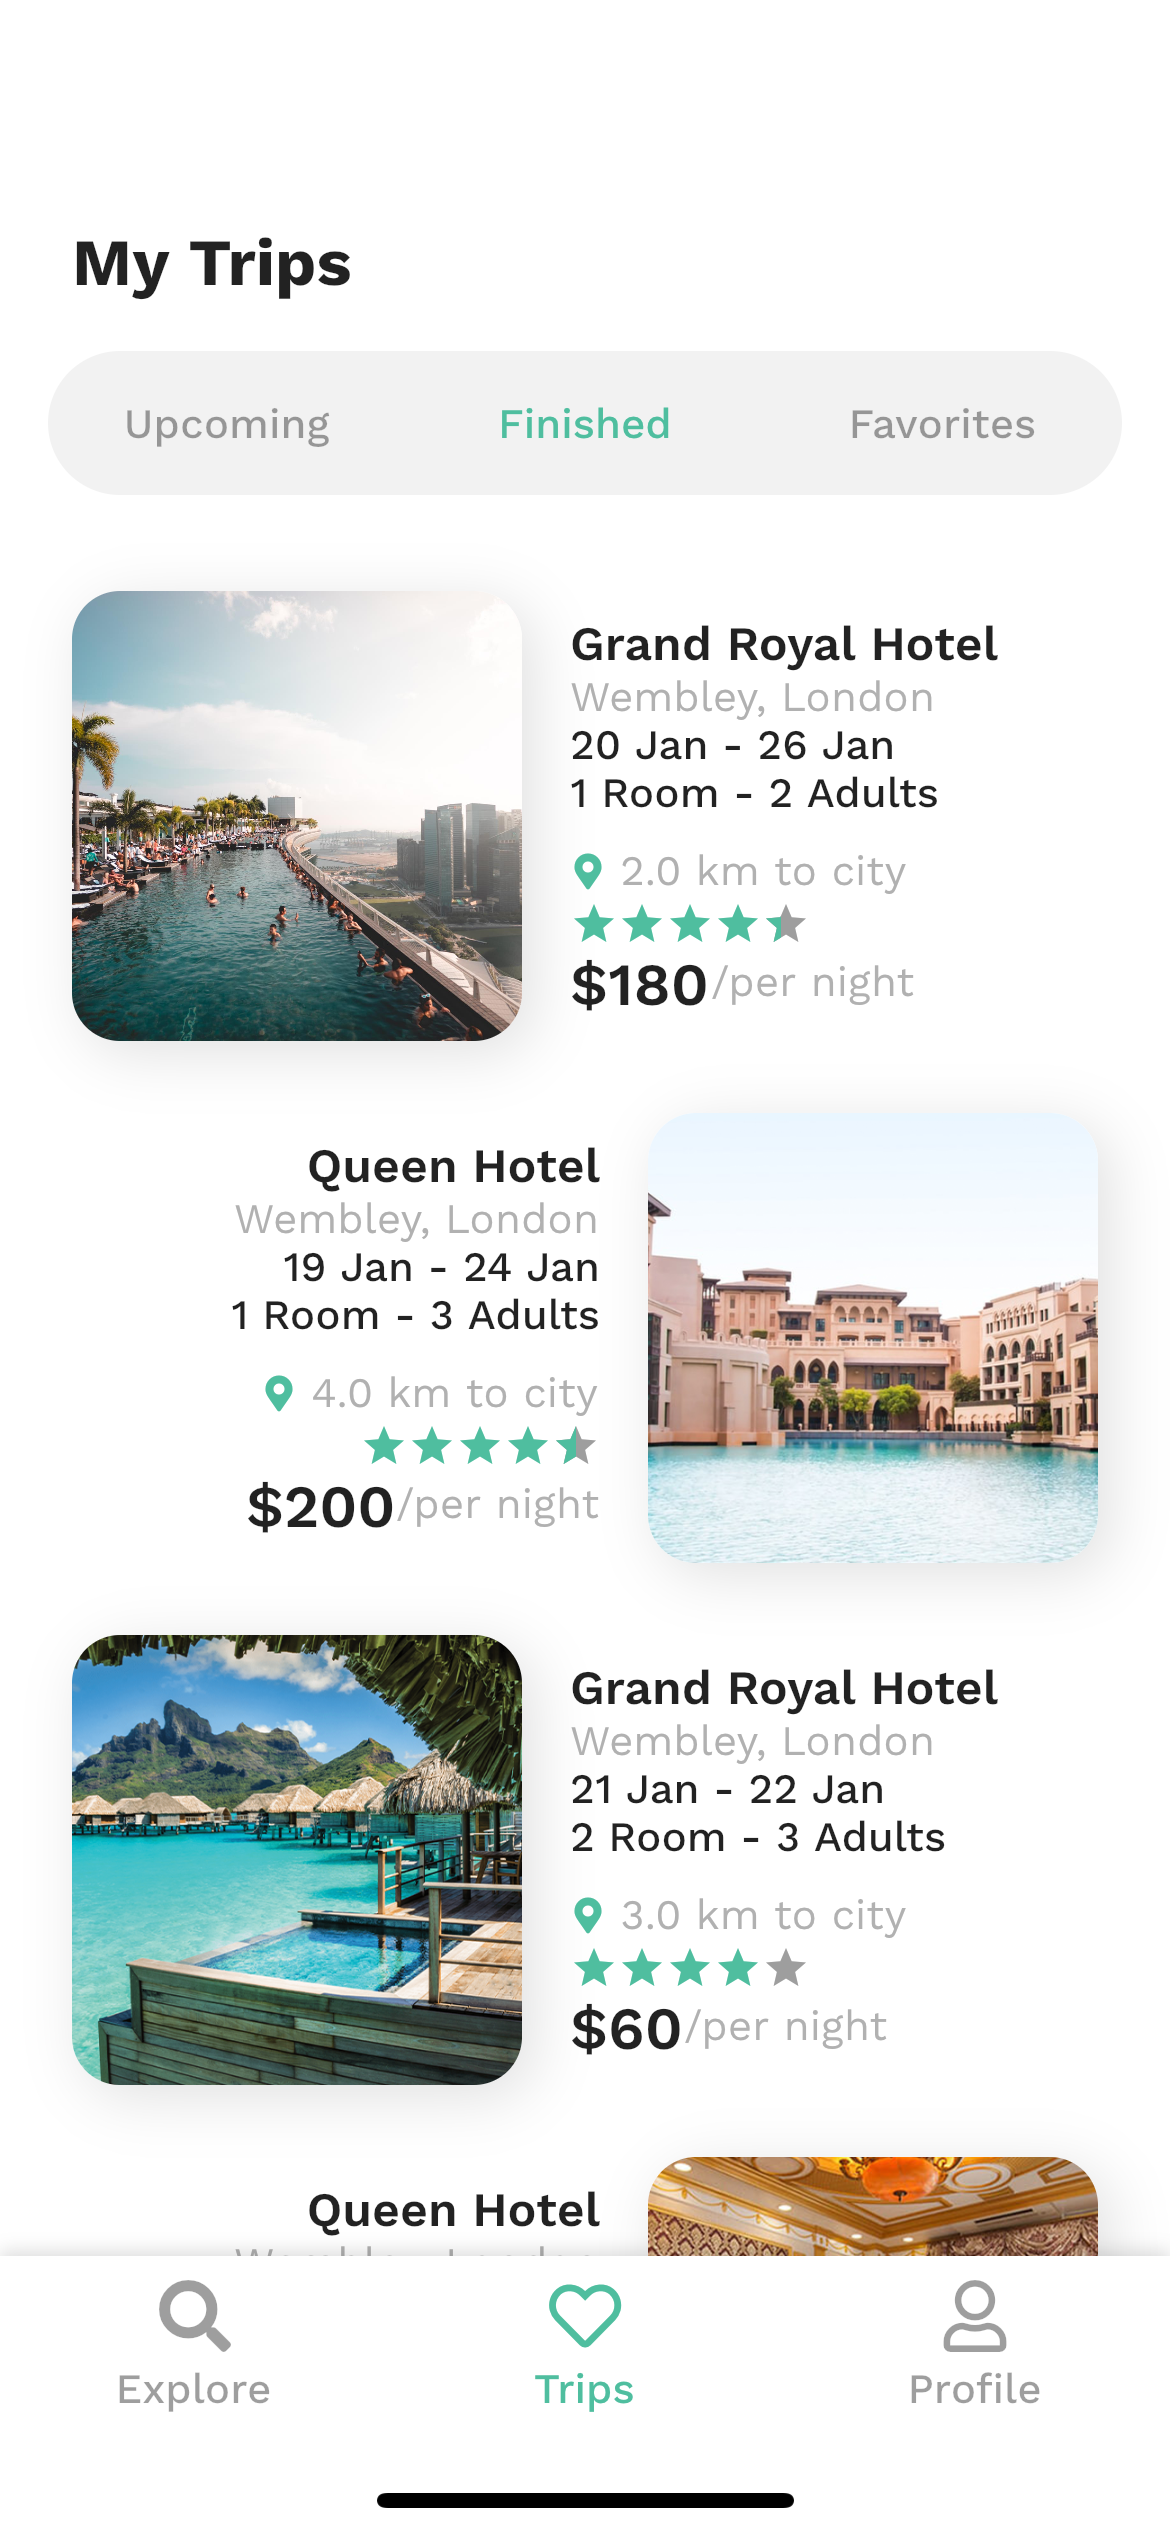 My Trips
Upcoming Finished Favorites
Grand Royal Hotel
Wembley, London
20 Jan - 26 Jan
1 Room - 2 Adults
2.0 km to city
$180/per night
Queen Hotel
Wembley, London
19 Jan - 24 Jan
1 Room - 3 Adults
4.0 km to city
$200/per night
Grand Royal Hotel
Wembley, London
21 Jan - 22 Jan
2 Room - 3 Adults
3.0 km to city
$60/per night
Queen Hotel
Explore Trips Profile